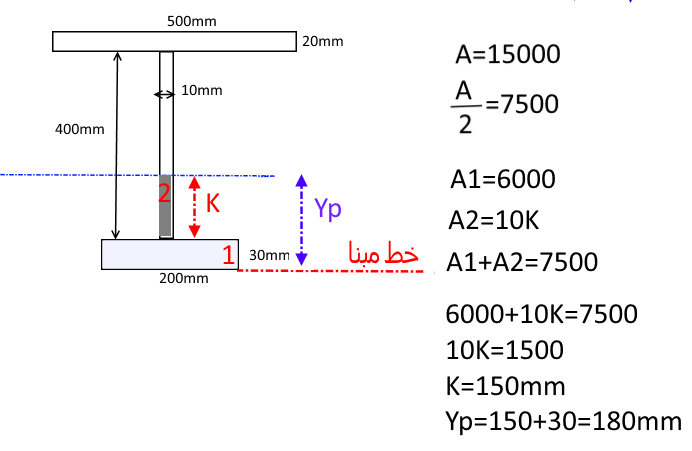 500mm
20mm
10mm
400mm
2
K
Yp
1
30mm
خط مبنا
200mm
A=15000
A/2=7500
A1=6000
A2=10K
A1+A2=7500
6000+10K=7500
10K=1500
K=150mm
Yp=150+30=180mm